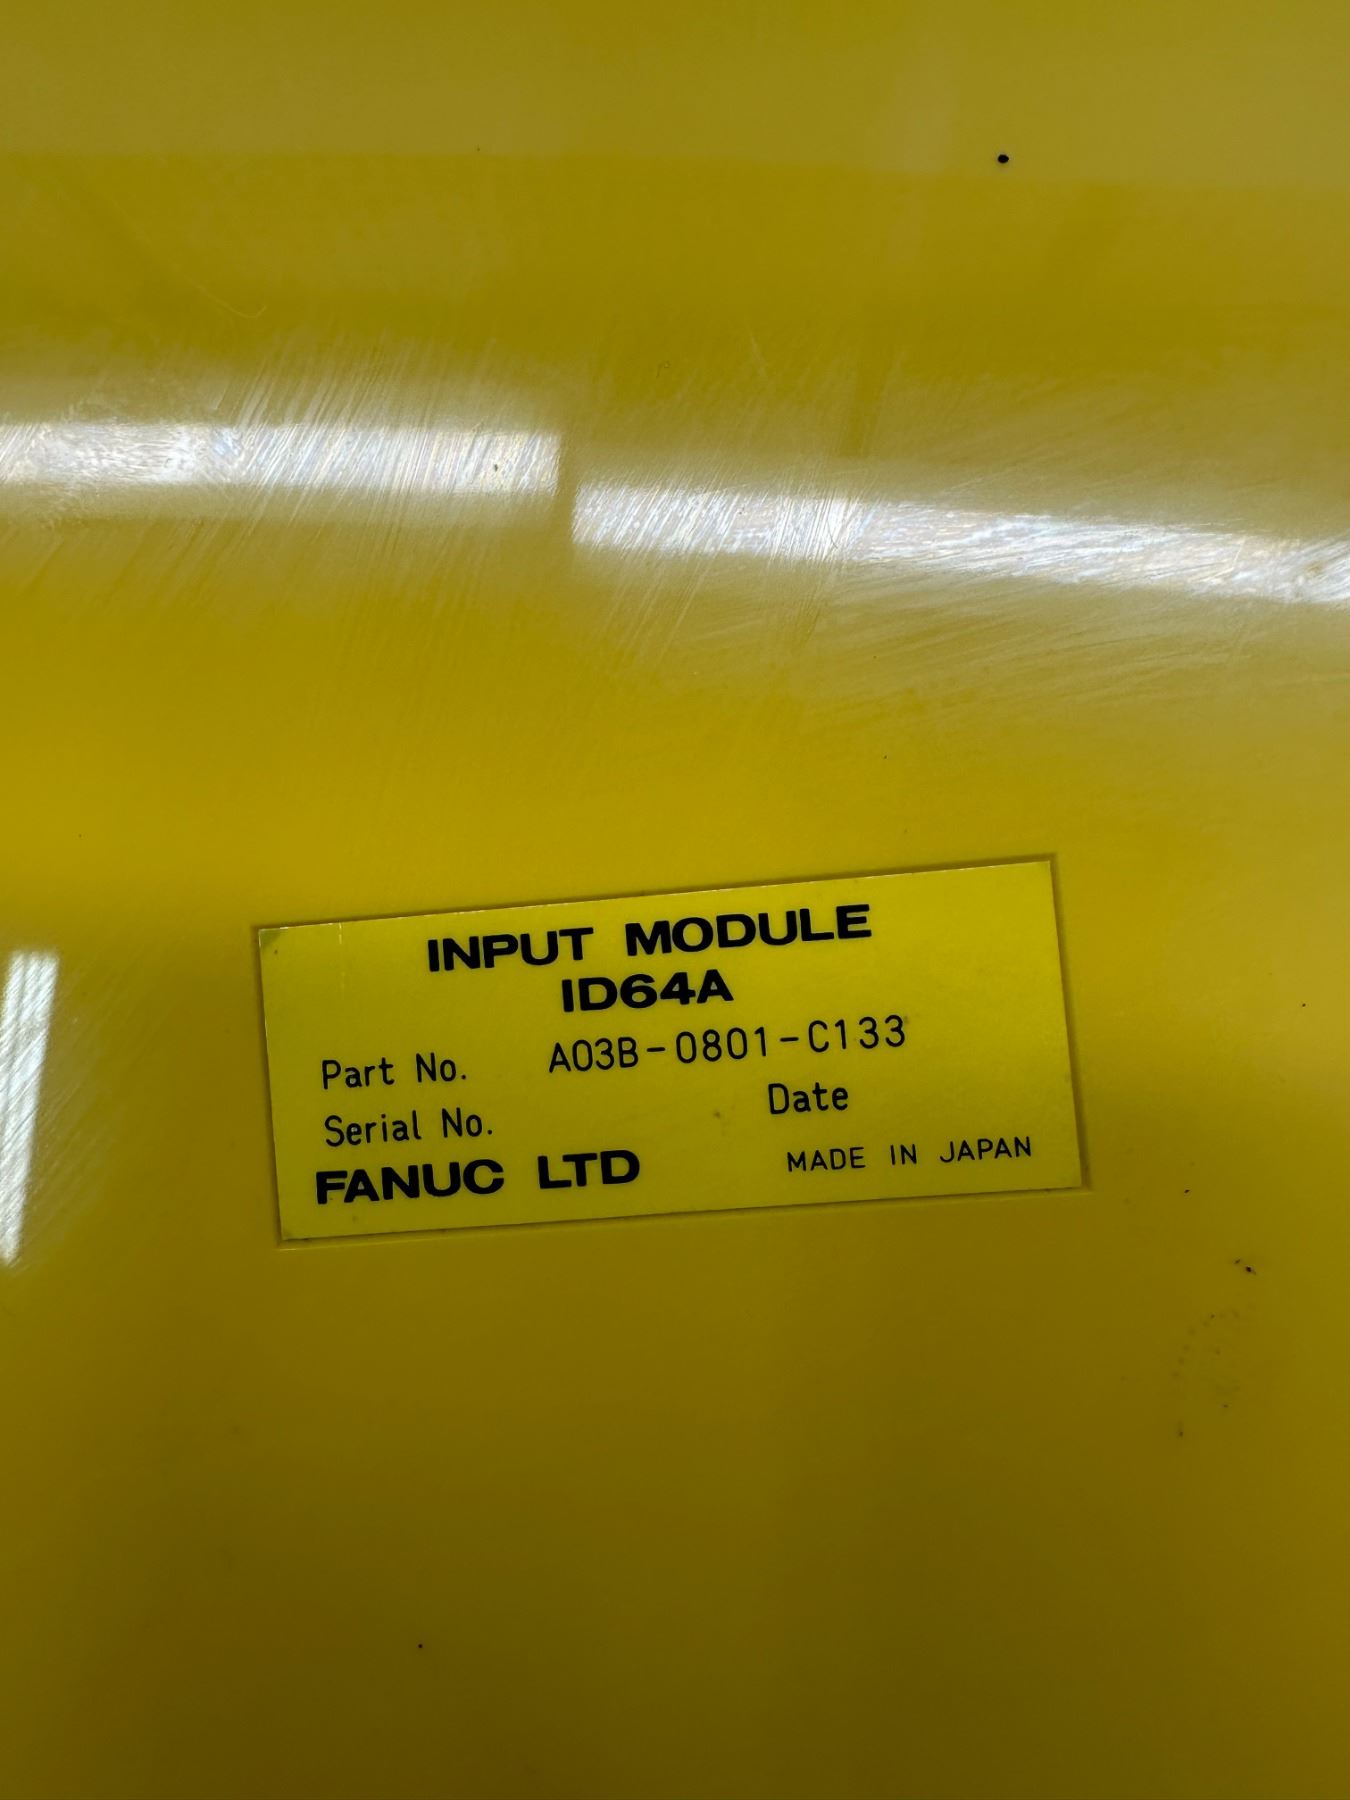 INPUT MODULE
ID64A
Part No. A03B-0801-C133
Serial No. Date
FANUC LTD MADE IN JAPAN